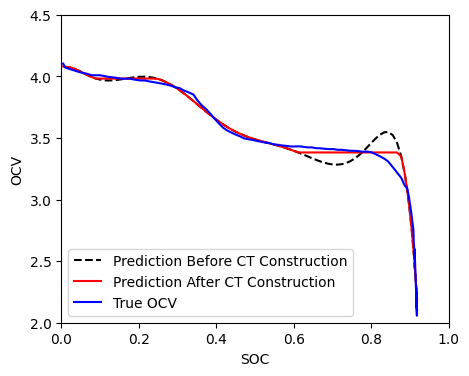 4.5
4.0
3.5
3.0
2.5
2.0
OCV
Prediction Before CT Construction
Prediction After CT Construction
True OCV
0.0 0.2 0.4 0.6 0.8 1.0
SOC